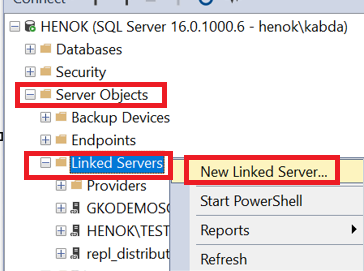 Connect
HENOK (SQL Server 16.0.1000.6 - henok\kabda)
Databases
Security
Server Objects
Backup Devices
Endpoints
Linked Servers
New Linked Server...
Providers
Start PowerShell
GKODEMOSC
HENOK\TEST
Reports
repl_distribut
Refresh